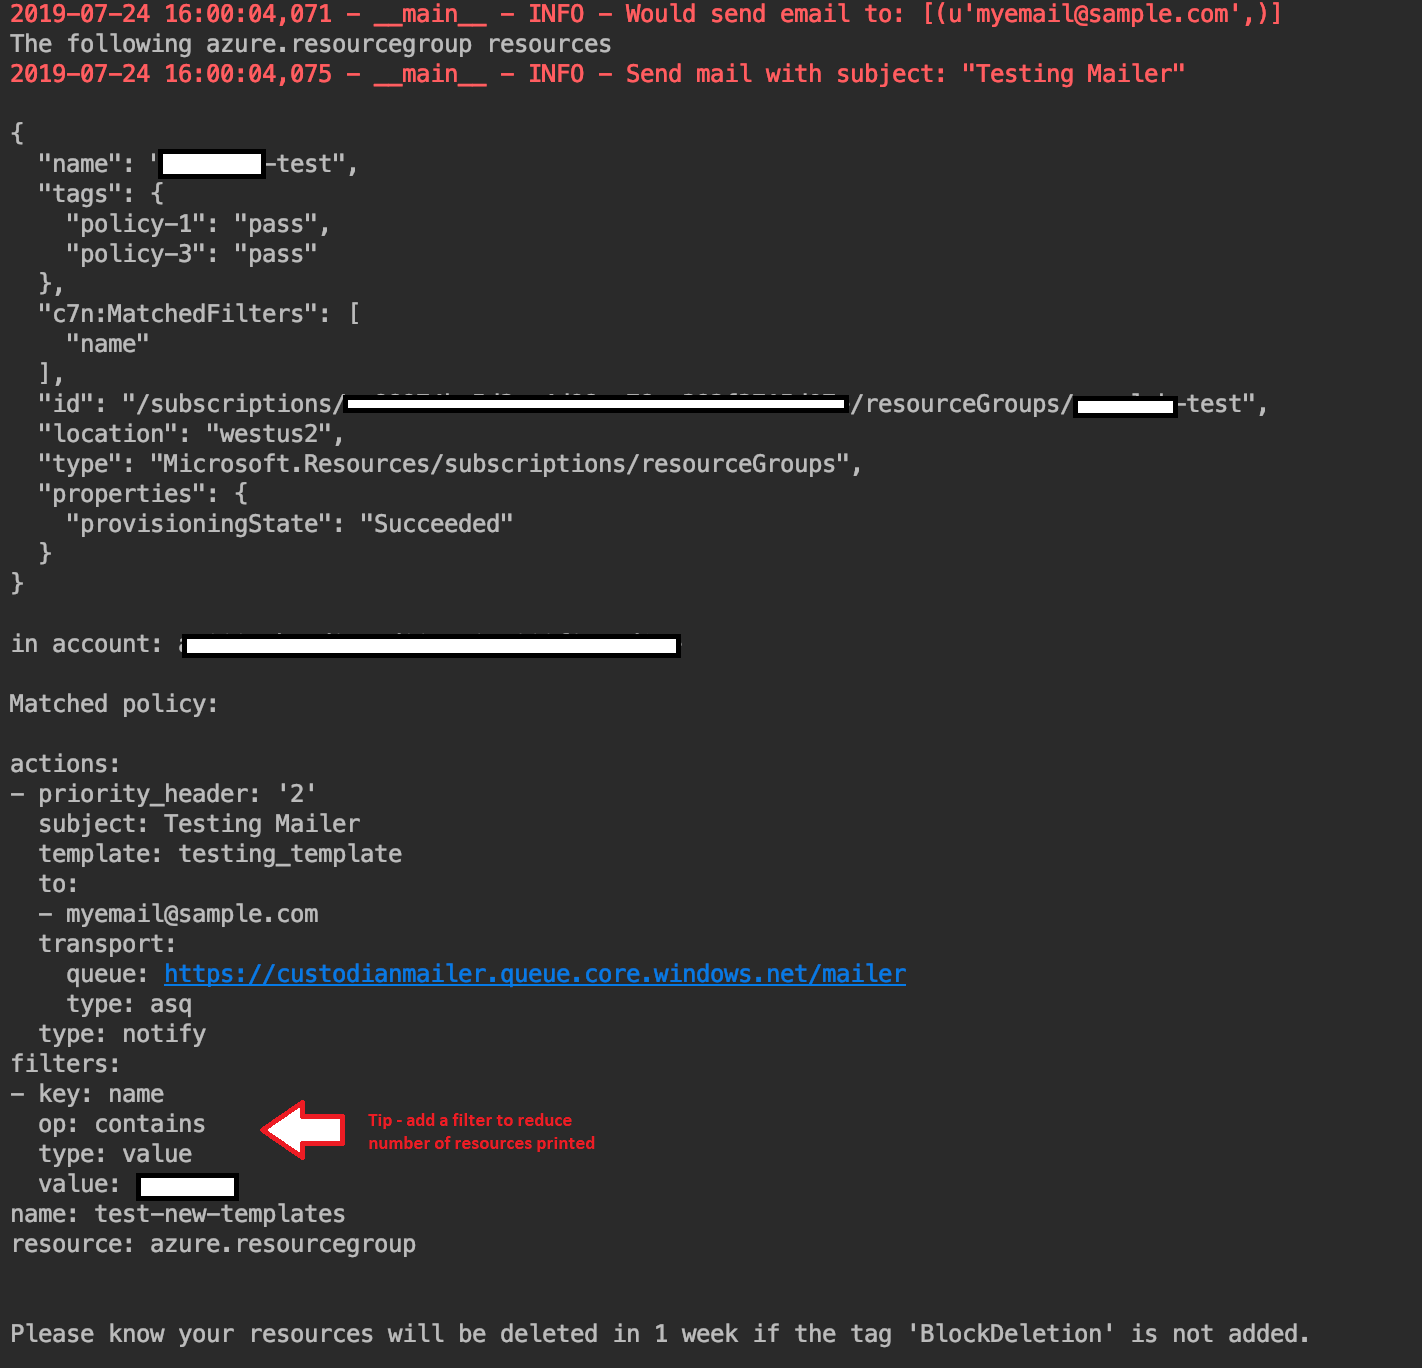 2019-07-24 16:00:04,071 - __main__ - INFO - Would send email to: [(u'myemail@sample.com',)]
The following azure.resourcegroup resources
2019-07-24 16:00:04,075 - __main__ - INFO - Send mail with subject: "Testing Mailer"
{
"name": "-test",
"tags": {
"policy-1": "pass",
"policy-3": "pass"
},
"c7n:MatchedFilters": [
"name"
],
"id": "/subscriptions//resourceGroups/-test",
"location": "westus2",
"type": "Microsoft.Resources/subscriptions/resourceGroups",
"properties": {
"provisioningState": "Succeeded"
}
}
in account:
Matched policy:
actions:
- priority_header: '2'
subject: Testing Mailer
template: testing_template
to:
- myemail@sample.com
transport:
queue: https://custodianmailer.queue.core.windows.net/mailer
type: asq
type: notify
filters:
- key: name
op: contains
type: value
value:
name: test-new-templates
resource: azure.resourcegroup
Tip - add a filter to reduce
number of resources printed
Please know your resources will be deleted in 1 week if the tag 'BlockDeletion' is not added.